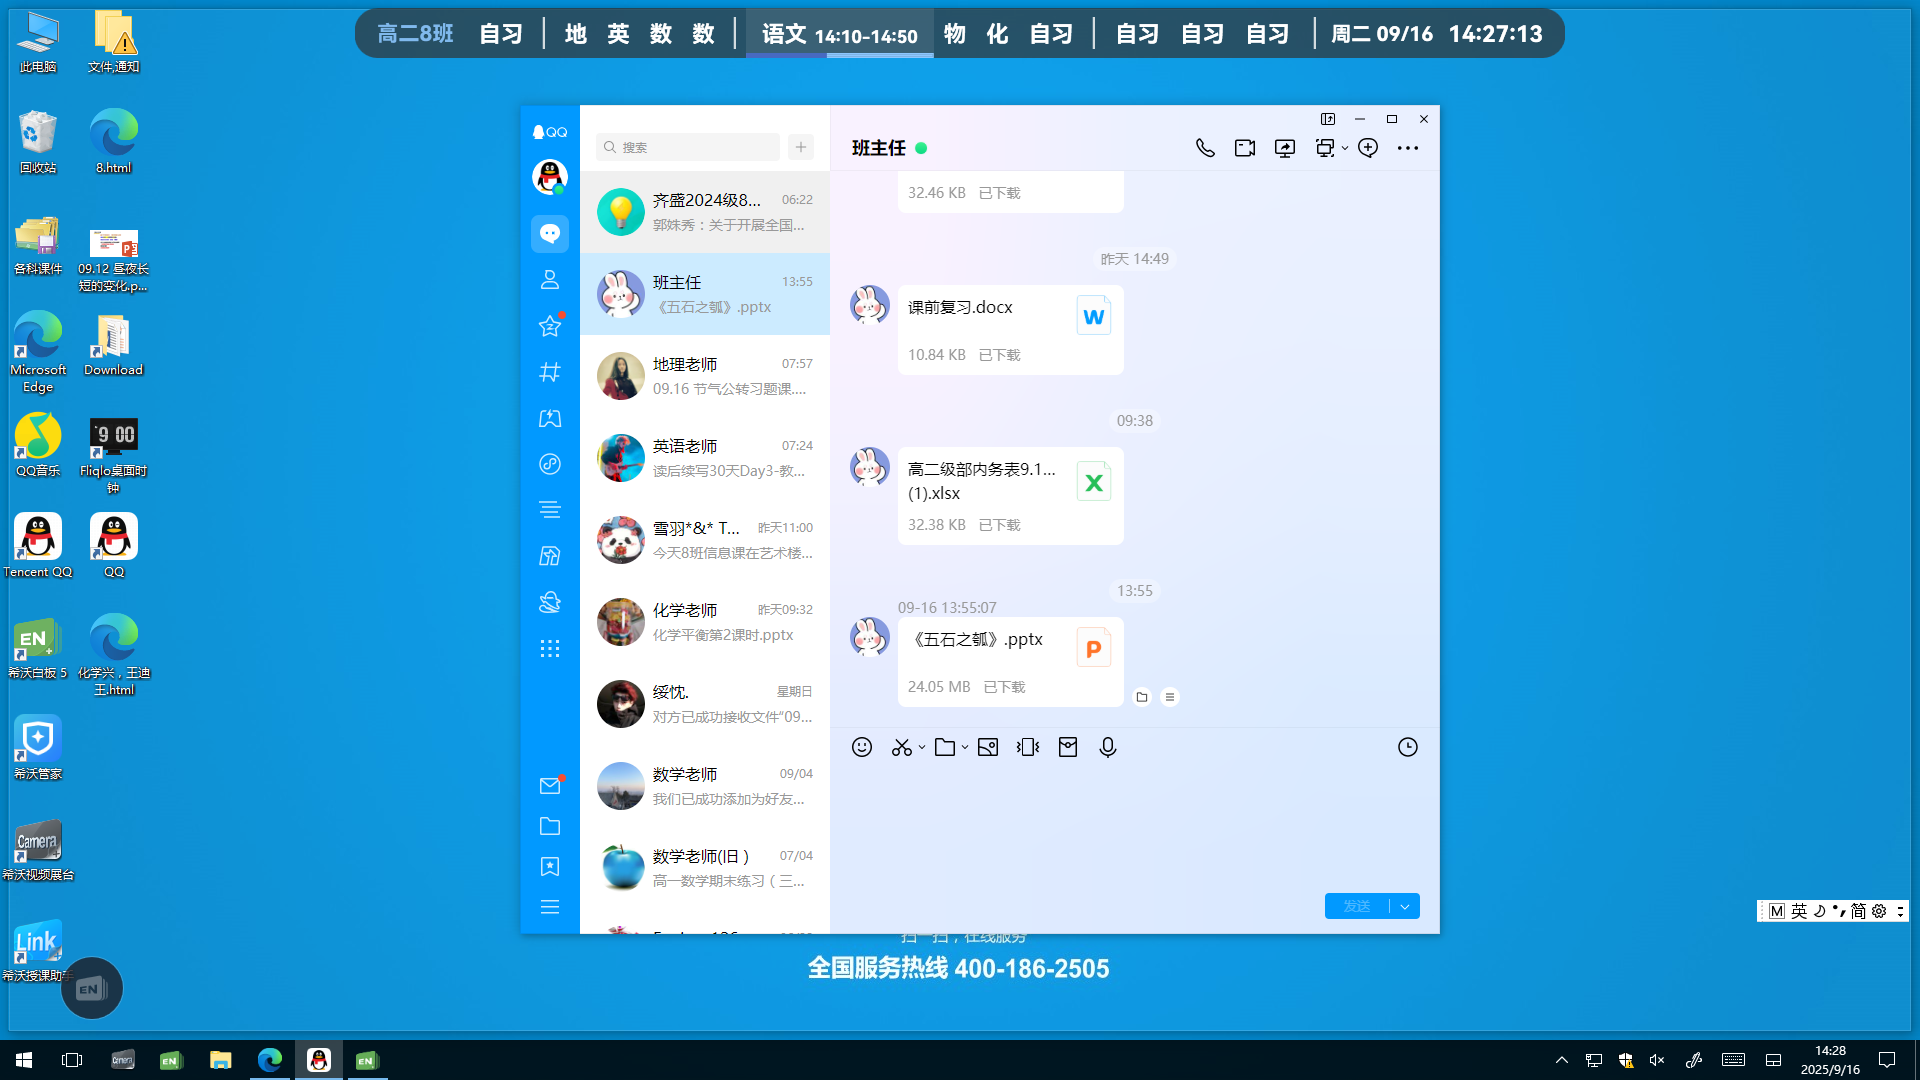 高二8班 自习 | 地 英 数 数 | 语文 14:10-14:50 物 化 自习 | 自习 自习 自习 | 周二 09/16 14:27:13
此电脑
文件,通知
回收站
8.html
各科课件
09.12 昼夜长
短的变化.p...
Microsoft
Edge
Download
QQ音乐
9 00
Fliqlo桌面时
钟
Tencent QQ
QQ
EN
希沃白板 5
化学兴，王迪
王.html
希沃管家
Camera
希沃视频展台
Link
希沃授课助手
EN
QQ
搜索
齐盛2024级8... 06:22
郭姝秀：关于开展全国...
班主任 13:55
《五石之瓠》.pptx
地理老师 07:57
09.16 节气公转习题课....
英语老师 07:24
读后续写30天Day3-教...
雪羽*&* T... 昨天11:00
今天8班信息课在艺术楼...
化学老师 昨天09:32
化学平衡第2课时.pptx
绥忱. 星期日
对方已成功接收文件"09...
数学老师 09/04
我们已成功添加为好友...
数学老师(旧） 07/04
高一数学期末练习（三...
班主任
32.46 KB 已下载
昨天 14:49
课前复习.docx
W
10.84 KB 已下载
09:38
高二级部内务表9.1...
(1).xlsx
X
32.38 KB 已下载
13:55
09-16 13:55:07
《五石之瓠》.pptx
P
24.05 MB 已下载
发送
扫一扫，在线服务
全国服务热线 400-186-2505
M 英 简
Camera
EN
EN
14:28
2025/9/16